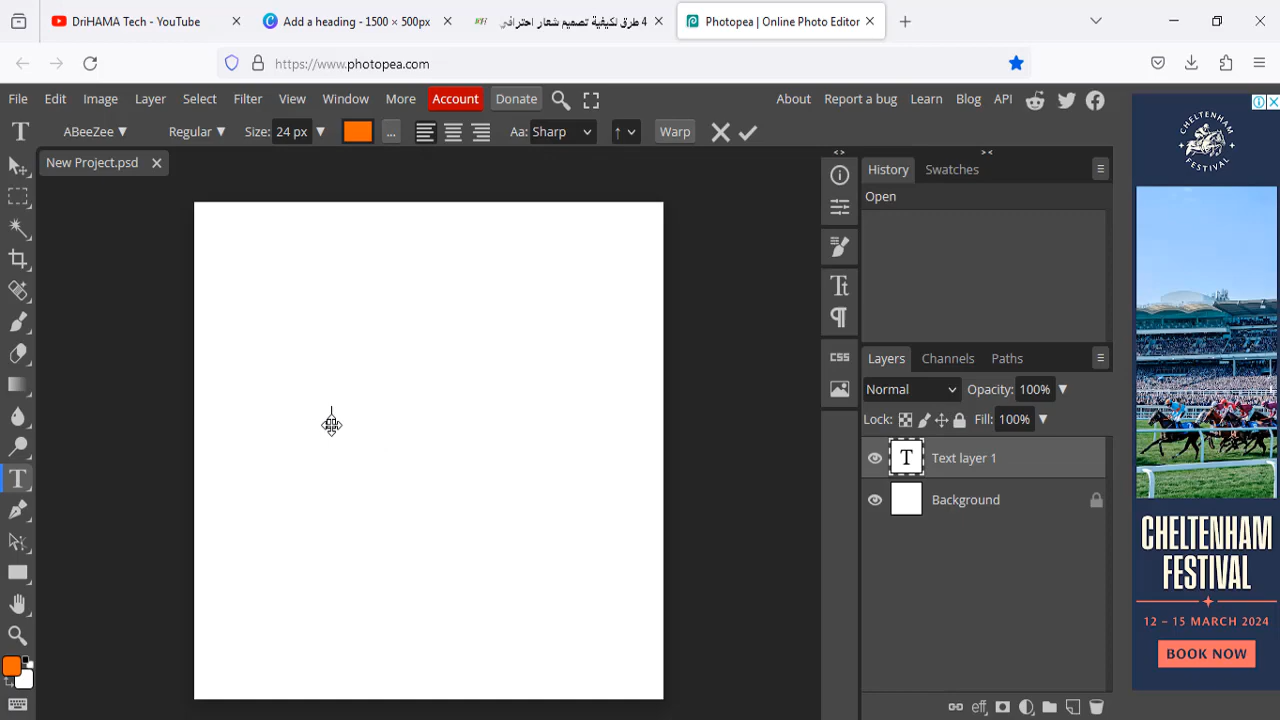 DriHAMA Tech - YouTube
Add a heading - 1500 × 500px
4 طرق لكيفية تصميم شعار احترافي
Photopea | Online Photo Editor
https://www.photopea.com
File Edit Image Layer Select Filter View Window More Account Donate
About Report a bug Learn Blog API
ABeeZee Regular Size: 24 px ... Aa: Sharp Warp
New Project.psd
History Swatches
Open
Layers Channels Paths
Normal Opacity: 100%
Lock: Fill: 100%
T Text layer 1
Background
CSS
eff
CHELTENHAM
FESTIVAL
CHELTENHAM
FESTIVAL
12 – 15 MARCH 2024
BOOK NOW